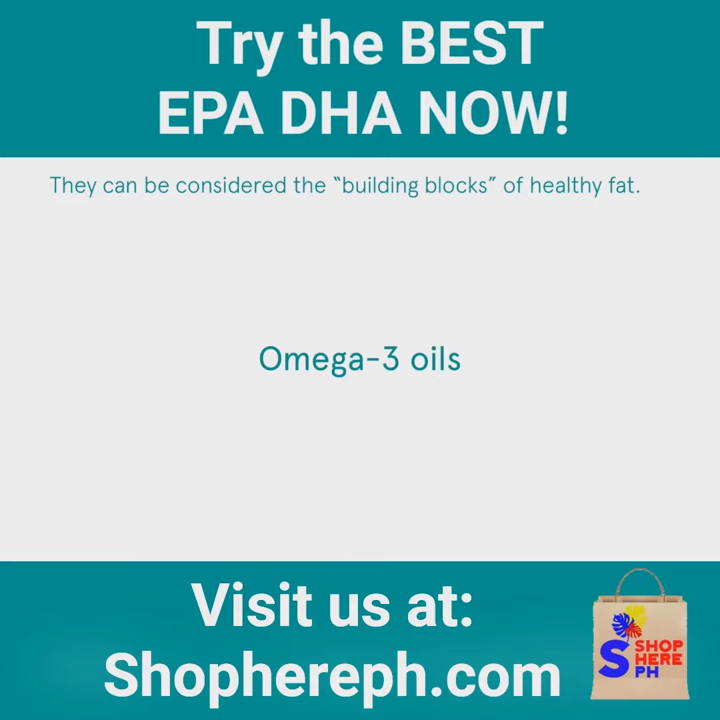 Try the BEST
EPA DHA NOW!
They can be considered the “building blocks” of healthy fat.
Omega-3 oils
Visit us at:
Shophereph.com
S SHOP
HERE
PH